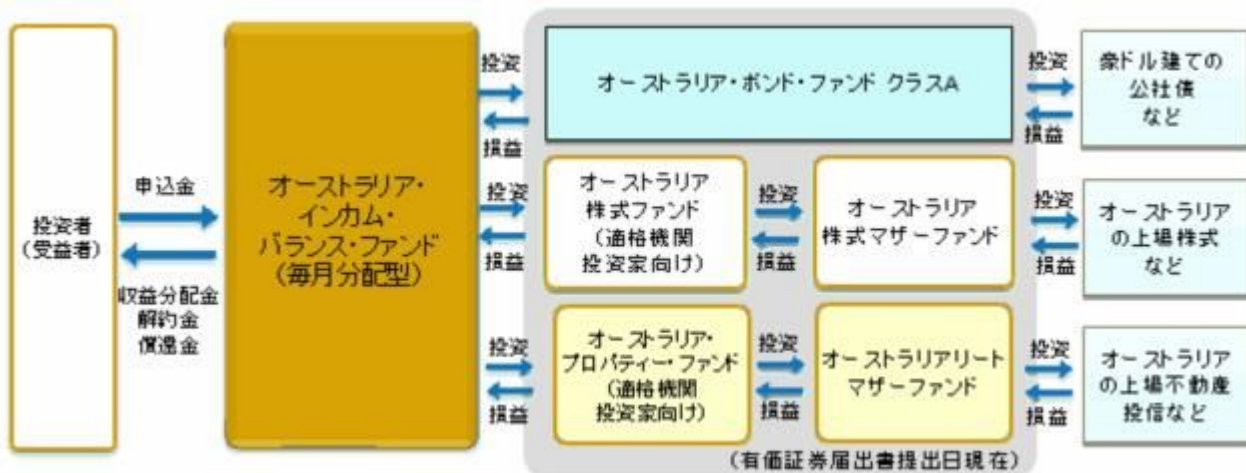 投資者
(受益者)
申込金
収益分配金
解約金
償還金
オーストラリア・
インカム・
バランス・ファンド
(毎月分配型)
投資
損益
オーストラリア・ボンド・ファンド クラスA
投資
損益
豪ドル建ての
公社債
など
投資
損益
オーストラリア
株式ファンド
(適格機関
投資家向け)
投資
損益
オーストラリア
株式マザーファンド
投資
損益
オーストラリア
の上場株式
など
投資
損益
オーストラリア・
プロパティー・ファンド
(適格機関
投資家向け)
投資
損益
オーストラリアリート
マザーファンド
投資
損益
オーストラリア
の上場不動産
投信など
(有価証券届出書提出日現在)